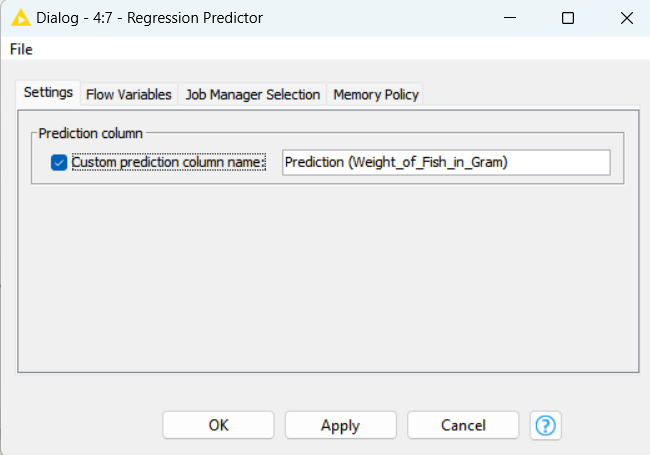 Dialog - 4:7 - Regression Predictor
File
Settings Flow Variables Job Manager Selection Memory Policy
Prediction column
Custom prediction column name: Prediction (Weight_of_Fish_in_Gram)
OK Apply Cancel ?